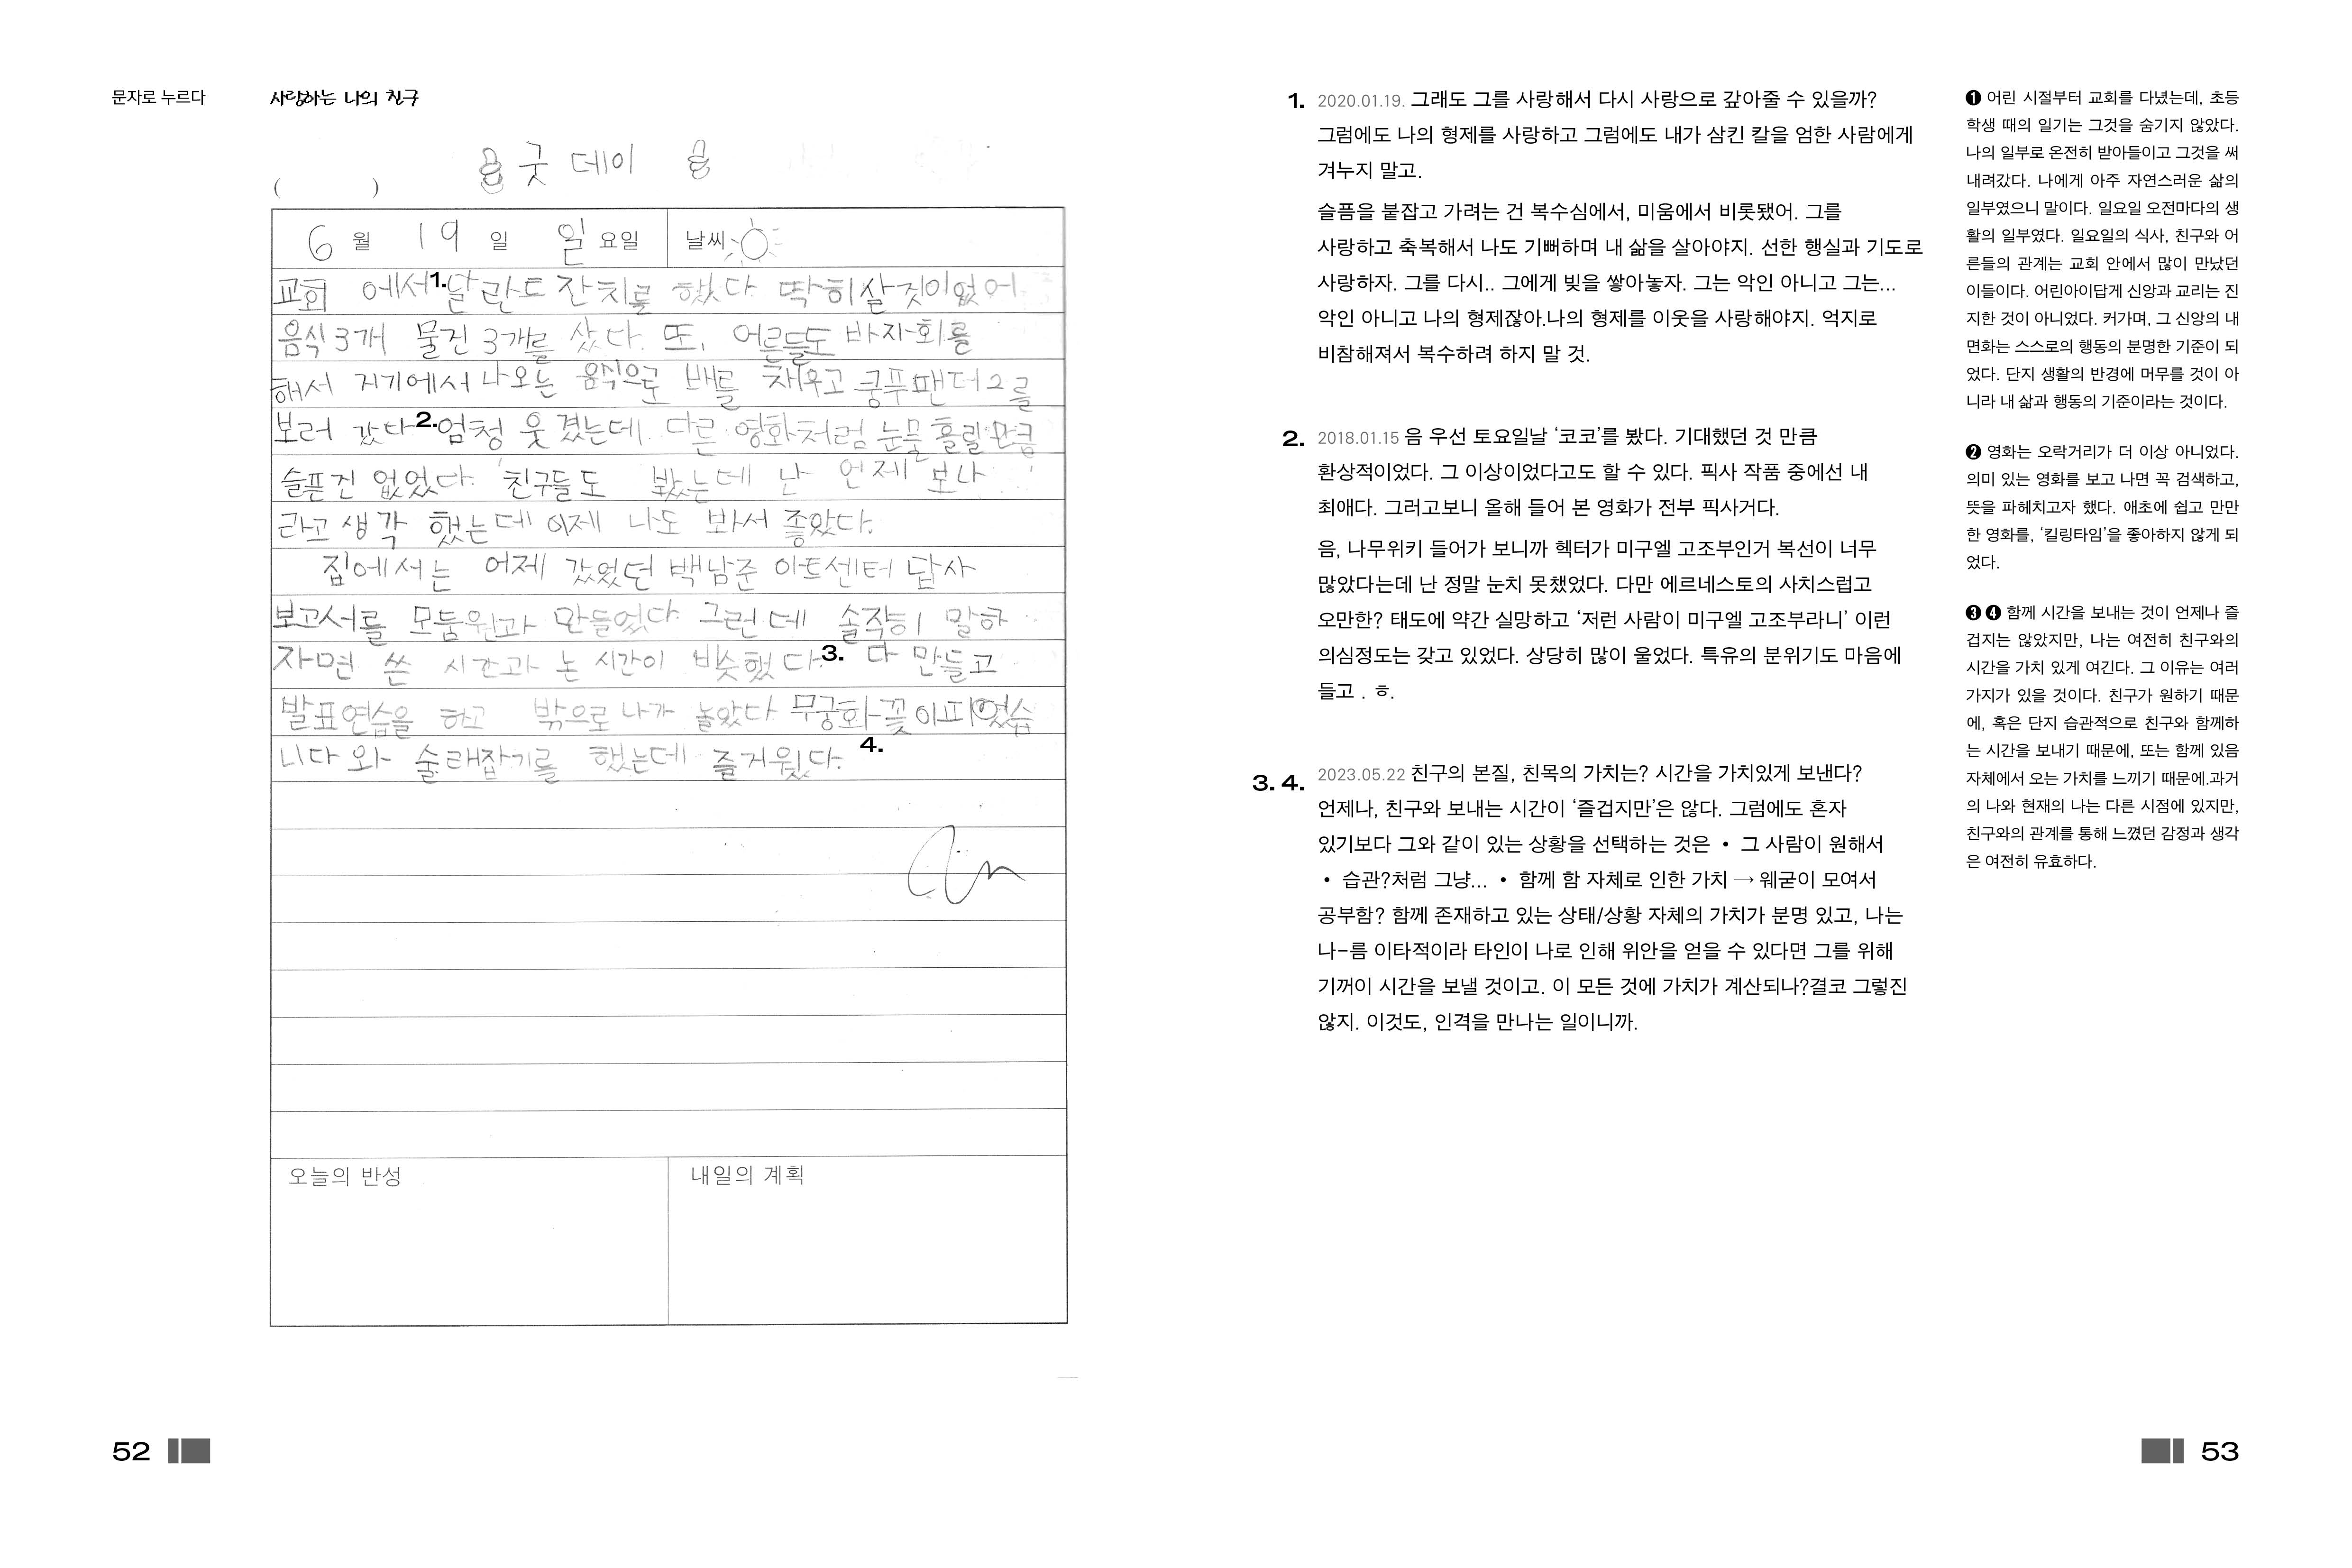 문자로 누르다
사랑하는 나의 친구
굿 데이
( )
6 월 19 일 일 요일 날씨
교회 에서 1. 달란트 잔치를 했다 딱히 살 것이 없어
음식 3개 물건 3개를 샀다. 또, 어른들도 바자회를
해서 거기에서 나오는 음식으로 배를 채우고 쿵푸팬더2를
보러 갔다 2. 엄청 웃겼는데 다른 영화처럼 눈물 흘릴 만큼
슬픈건 없었다. 친구들도 봤는데 난 언제 보나
라고 생각 했는데 이제 나도 봐서 좋았다.
집에서는 어제 갔었던 백남준 아트센터 답사
보고서를 모둠원과 만들었다. 그런데 솔직히 말하
자면 쓴 시간과 논 시간이 비슷했다. 3. 다 만들고
발표연습을 하고 밖으로 나가 놀았다 무궁화 꽃이피었습
니다 와 술래잡기를 했는데 즐거웠다. 4.
오늘의 반성 내일의 계획
52
1. 2020.01.19. 그래도 그를 사랑해서 다시 사랑으로 갚아줄 수 있을까?
그럼에도 나의 형제를 사랑하고 그럼에도 내가 삼킨 칼을 엄한 사람에게
겨누지 말고.
슬픔을 붙잡고 가려는 건 복수심에서, 미움에서 비롯됐어. 그를
사랑하고 축복해서 나도 기뻐하며 내 삶을 살아야지. 선한 행실과 기도로
사랑하자. 그를 다시.. 그에게 빚을 쌓아놓자. 그는 악인 아니고 그는...
악인 아니고 나의 형제잖아.나의 형제를 이웃을 사랑해야지. 억지로
비참해져서 복수하려 하지 말 것.
2. 2018.01.15 음 우선 토요일날 ‘코코’를 봤다. 기대했던 것 만큼
환상적이었다. 그 이상이었다고도 할 수 있다. 픽사 작품 중에선 내
최애다. 그러고보니 올해 들어 본 영화가 전부 픽사거다.
음, 나무위키 들어가 보니까 헥터가 미구엘 고조부인거 복선이 너무
많았다는데 난 정말 눈치 못챘었다. 다만 에르네스토의 사치스럽고
오만한? 태도에 약간 실망하고 ‘저런 사람이 미구엘 고조부라니’ 이런
의심정도는 갖고 있었다. 상당히 많이 울었다. 특유의 분위기도 마음에
들고 . ㅎ.
3. 4. 2023.05.22 친구의 본질, 친목의 가치는? 시간을 가치있게 보낸다?
언제나, 친구와 보내는 시간이 ‘즐겁지만’은 않다. 그럼에도 혼자
있기보다 그와 같이 있는 상황을 선택하는 것은 • 그 사람이 원해서
• 습관?처럼 그냥... • 함께 함 자체로 인한 가치 → 웨굳이 모여서
공부함? 함께 존재하고 있는 상태/상황 자체의 가치가 분명 있고, 나는
나-름 이타적이라 타인이 나로 인해 위안을 얻을 수 있다면 그를 위해
기꺼이 시간을 보낼 것이고. 이 모든 것에 가치가 계산되나?결코 그렇진
않지. 이것도, 인격을 만나는 일이니까.
❶ 어린 시절부터 교회를 다녔는데, 초등
학생 때의 일기는 그것을 숨기지 않았다.
나의 일부로 온전히 받아들이고 그것을 써
내려갔다. 나에게 아주 자연스러운 삶의
일부였으니 말이다. 일요일 오전마다의 생
활의 일부였다. 일요일의 식사, 친구와 어
른들의 관계는 교회 안에서 많이 만났던
이들이다. 어린아이답게 신앙과 교리는 진
지한 것이 아니었다. 커가며, 그 신앙의 내
면화는 스스로의 행동의 분명한 기준이 되
었다. 단지 생활의 반경에 머무를 것이 아
니라 내 삶과 행동의 기준이라는 것이다.
❷ 영화는 오락거리가 더 이상 아니었다.
의미 있는 영화를 보고 나면 꼭 검색하고,
뜻을 파헤치고자 했다. 애초에 쉽고 만만
한 영화를, ‘킬링타임’을 좋아하지 않게 되
었다.
❸ ❹ 함께 시간을 보내는 것이 언제나 즐
겁지는 않았지만, 나는 여전히 친구와의
시간을 가치 있게 여긴다. 그 이유는 여러
가지가 있을 것이다. 친구가 원하기 때문
에, 혹은 단지 습관적으로 친구와 함께하
는 시간을 보내기 때문에, 또는 함께 있음
자체에서 오는 가치를 느끼기 때문에.과거
의 나와 현재의 나는 다른 시점에 있지만,
친구와의 관계를 통해 느꼈던 감정과 생각
은 여전히 유효하다.
53